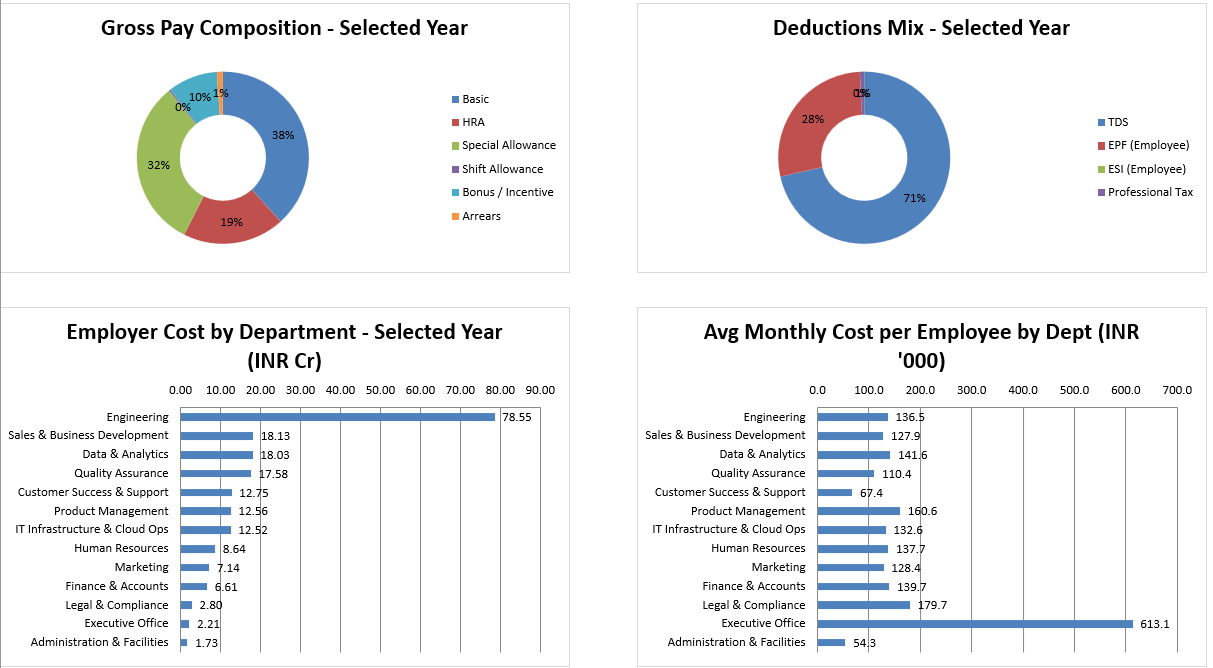 Gross Pay Composition - Selected Year
38%
19%
32%
0%
10%
1%
Basic
HRA
Special Allowance
Shift Allowance
Bonus / Incentive
Arrears
Deductions Mix - Selected Year
71%
28%
0%
1%
TDS
EPF (Employee)
ESI (Employee)
Professional Tax
Employer Cost by Department - Selected Year
(INR Cr)
0.00 10.00 20.00 30.00 40.00 50.00 60.00 70.00 80.00 90.00
Engineering 78.55
Sales & Business Development 18.13
Data & Analytics 18.03
Quality Assurance 17.58
Customer Success & Support 12.75
Product Management 12.56
IT Infrastructure & Cloud Ops 12.52
Human Resources 8.64
Marketing 7.14
Finance & Accounts 6.61
Legal & Compliance 2.80
Executive Office 2.21
Administration & Facilities 1.73
Avg Monthly Cost per Employee by Dept (INR
'000)
0.0 100.0 200.0 300.0 400.0 500.0 600.0 700.0
Engineering 136.5
Sales & Business Development 127.9
Data & Analytics 141.6
Quality Assurance 110.4
Customer Success & Support 67.4
Product Management 160.6
IT Infrastructure & Cloud Ops 132.6
Human Resources 137.7
Marketing 128.4
Finance & Accounts 139.7
Legal & Compliance 179.7
Executive Office 613.1
Administration & Facilities 54.3